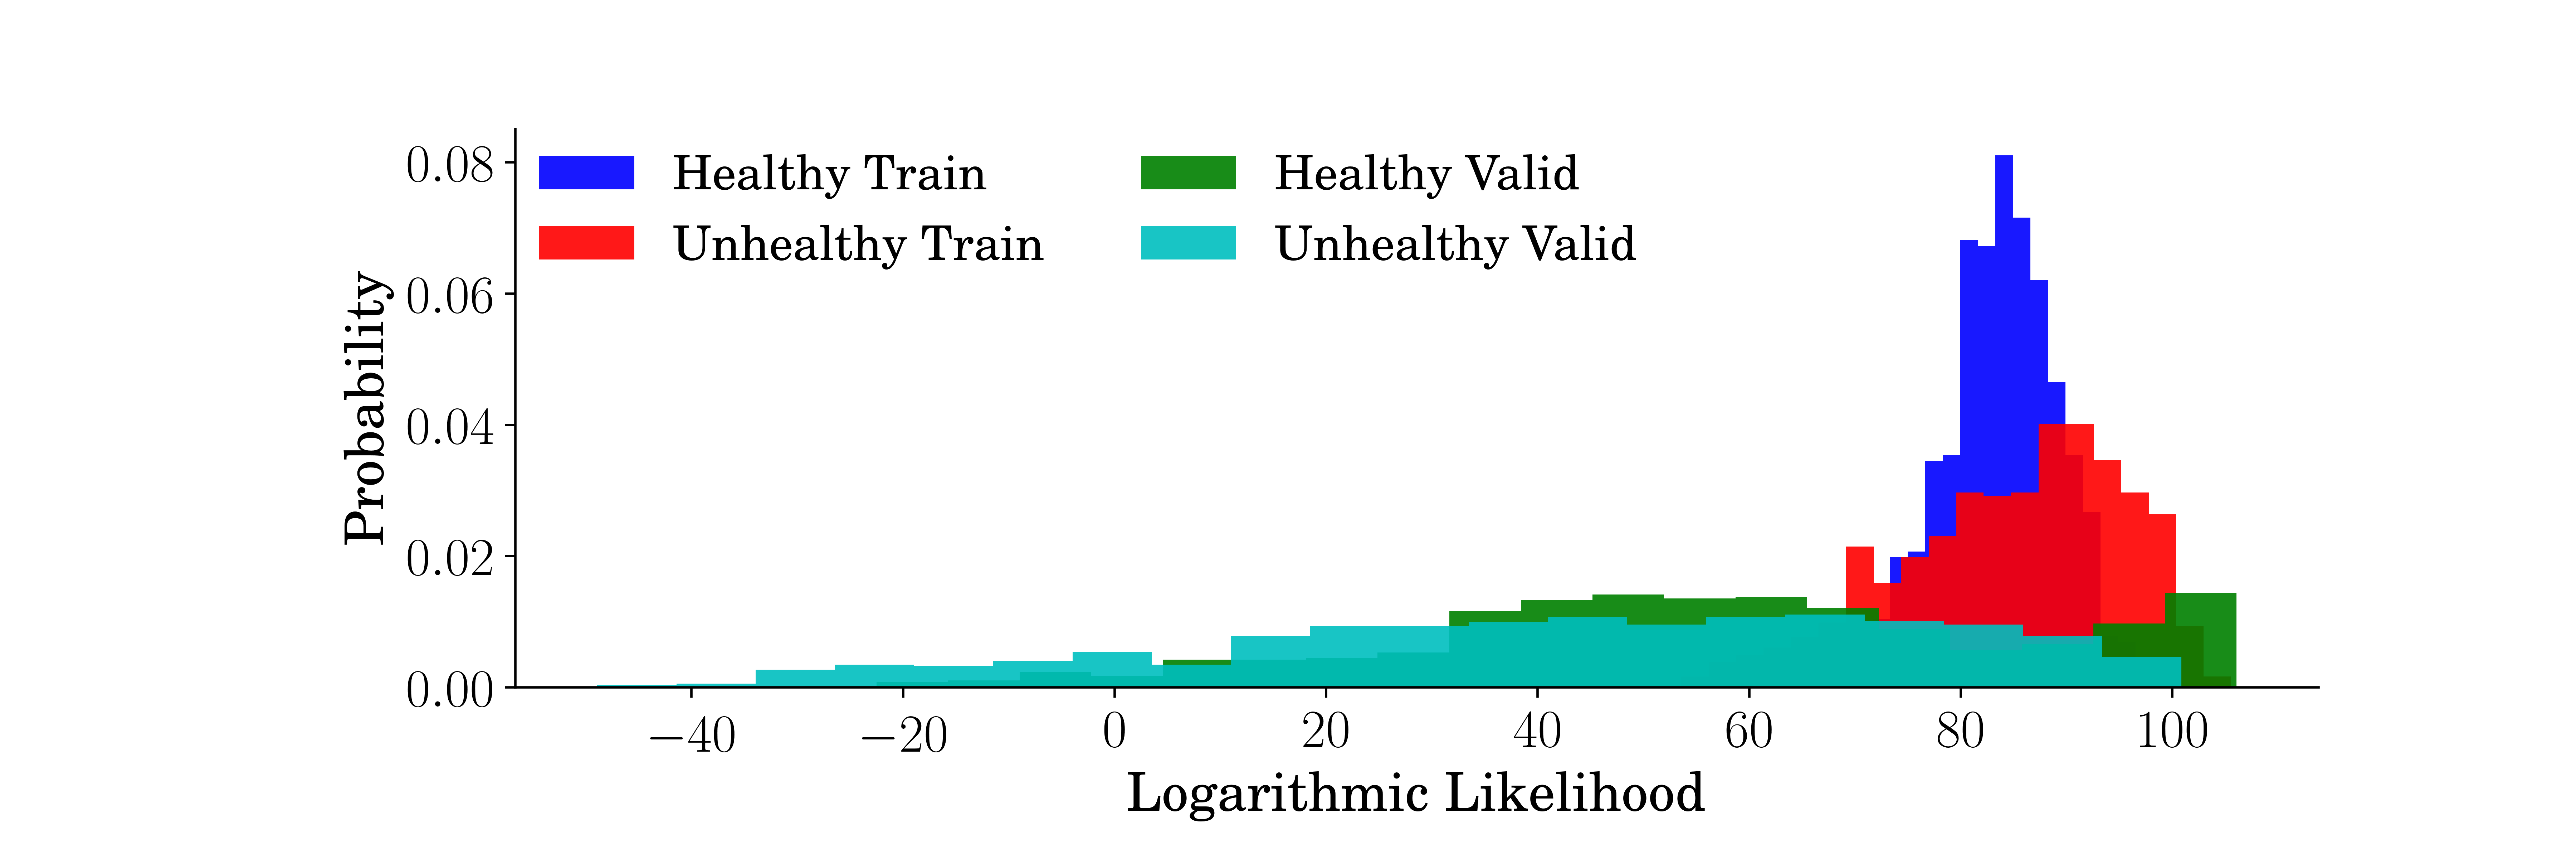 Healthy Train
Unhealthy Train
Healthy Valid
Unhealthy Valid
Probability
0.08
0.06
0.04
0.02
0.00
−40 −20 0 20 40 60 80 100
Logarithmic Likelihood